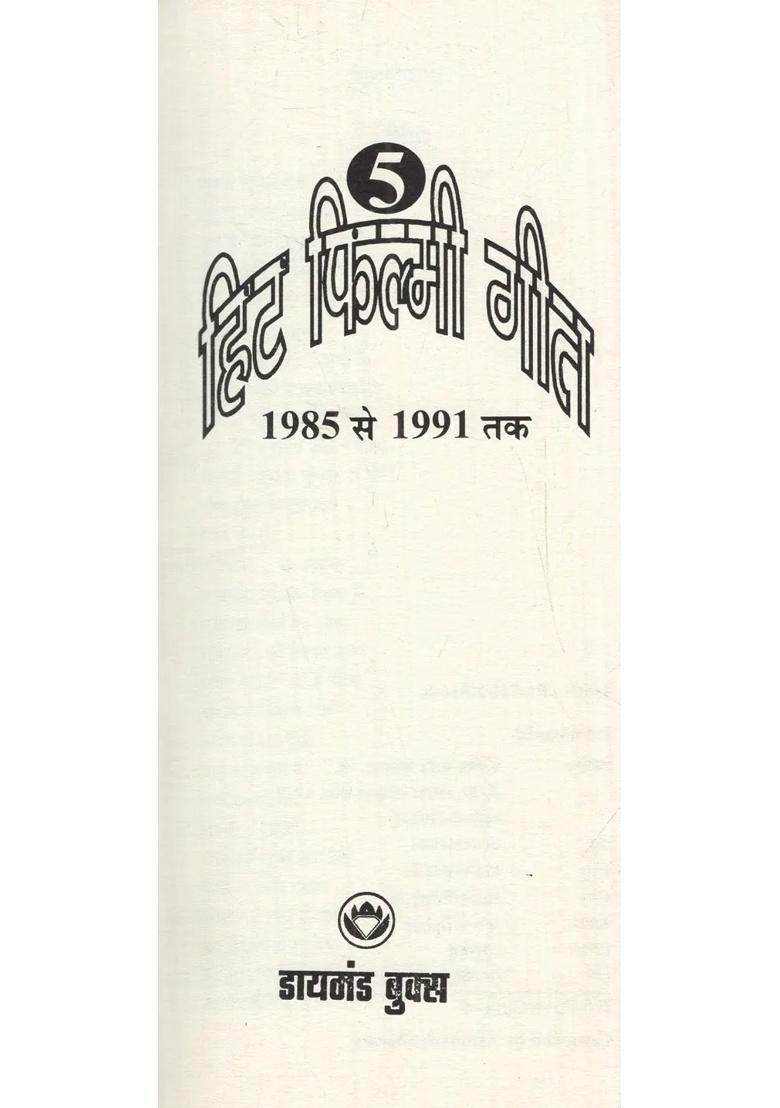 5
हिट फिल्मी गीत
1985 से 1991 तक
डायमंड बुक्स